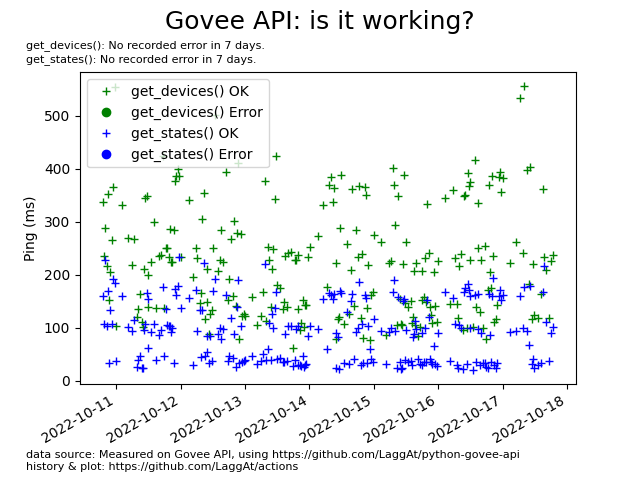 Govee API: is it working?
get_devices(): No recorded error in 7 days.
get_states(): No recorded error in 7 days.
get_devices() OK
get_devices() Error
get_states() OK
get_states() Error
500
400
300
200
100
0
Ping (ms)
2022-10-11
2022-10-12
2022-10-13
2022-10-14
2022-10-15
2022-10-16
2022-10-17
2022-10-18
data source: Measured on Govee API, using https://github.com/LaggAt/python-govee-api
history & plot: https://github.com/LaggAt/actions